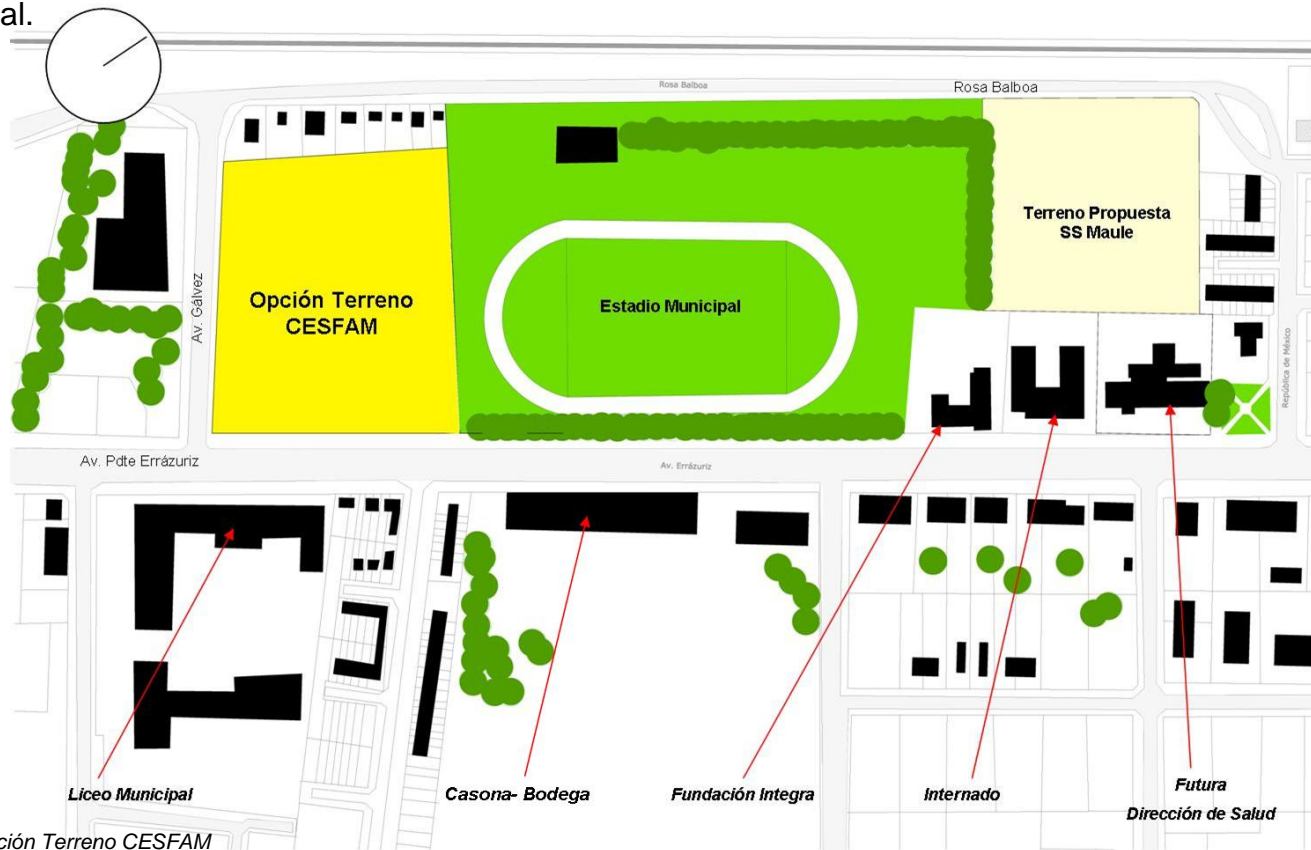 al.
Rosa Balboa
Rosa Balboa
Terreno Propuesta
SS Maule
Opción Terreno
CESFAM
Av. Gálvez
Estadio Municipal
República de México
Av. Pdte Errázuriz
Av. Errázuriz
Liceo Municipal
Casona- Bodega
Fundación Integra
Internado
Futura
Dirección de Salud
ción Terreno CESFAM